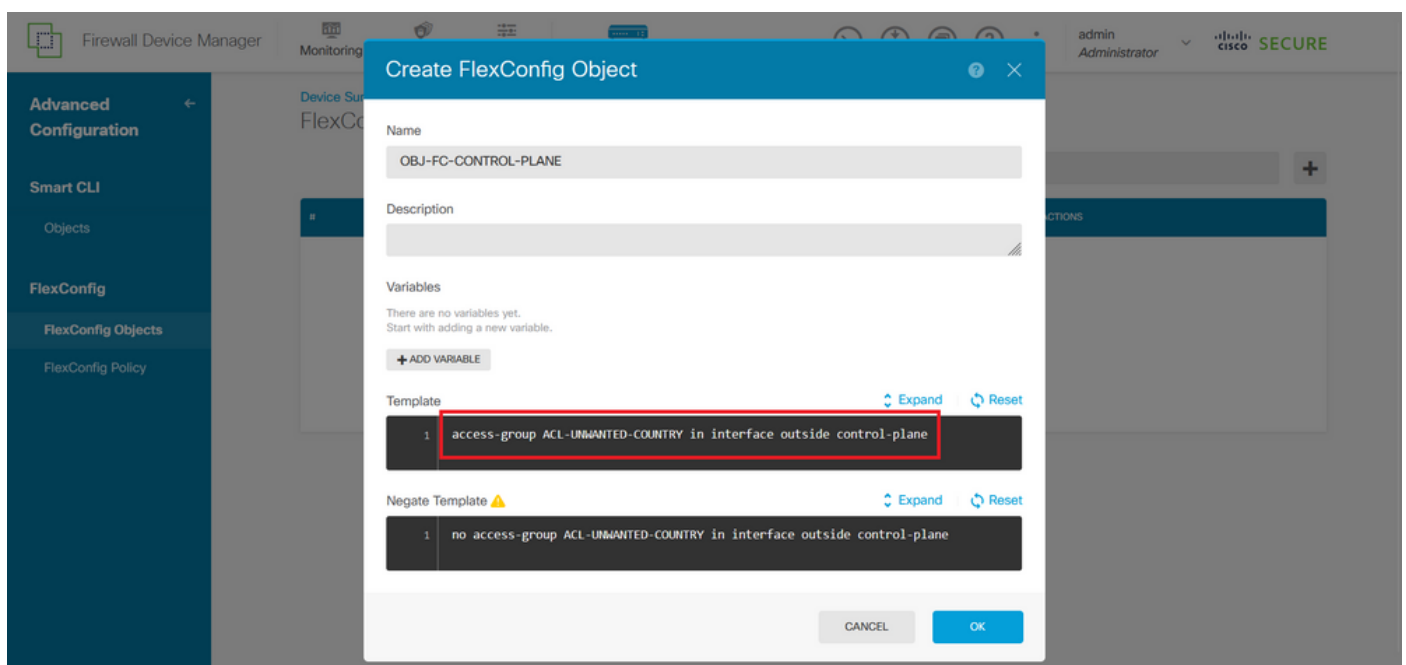 Firewall Device Manager
Monitoring
admin
Administrator
cisco SECURE
Advanced
Configuration
Smart CLI
Objects
FlexConfig
FlexConfig Objects
FlexConfig Policy
Device Su
FlexCo
#
ACTIONS
Create FlexConfig Object
Name
OBJ-FC-CONTROL-PLANE
Description
Variables
There are no variables yet.
Start with adding a new variable.
+ ADD VARIABLE
Template
Expand
Reset
1 access-group ACL-UNWANTED-COUNTRY in interface outside control-plane
Negate Template
Expand
Reset
1 no access-group ACL-UNWANTED-COUNTRY in interface outside control-plane
CANCEL
OK